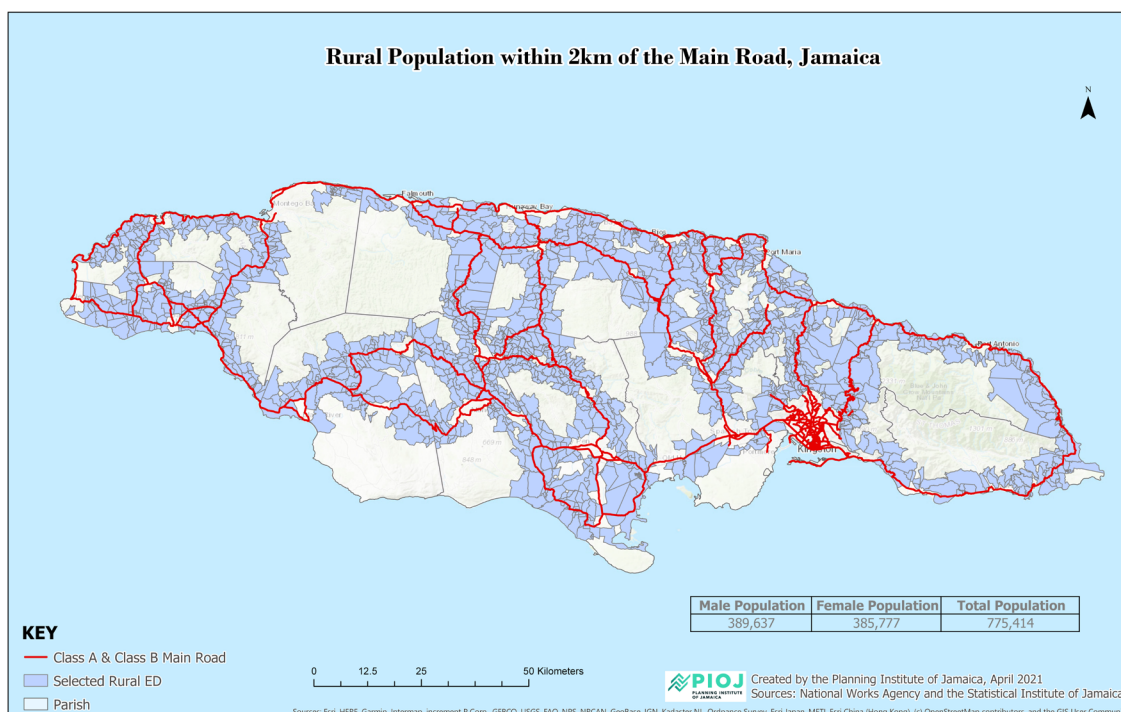 Rural Population within 2km of the Main Road, Jamaica
N
Falmouth
Montego
Bay
Port Maria
Port Antonio
Kingston
Male Population Female Population Total Population
389,637 385,777 775,414
KEY
Class A & Class B Main Road
Selected Rural ED
Parish
0 12.5 25 50 Kilometers
PIOJ
PLANNING INSTITUTE
OF JAMAICA
Created by the Planning Institute of Jamaica, April 2021
Sources: National Works Agency and the Statistical Institute of Jamaica